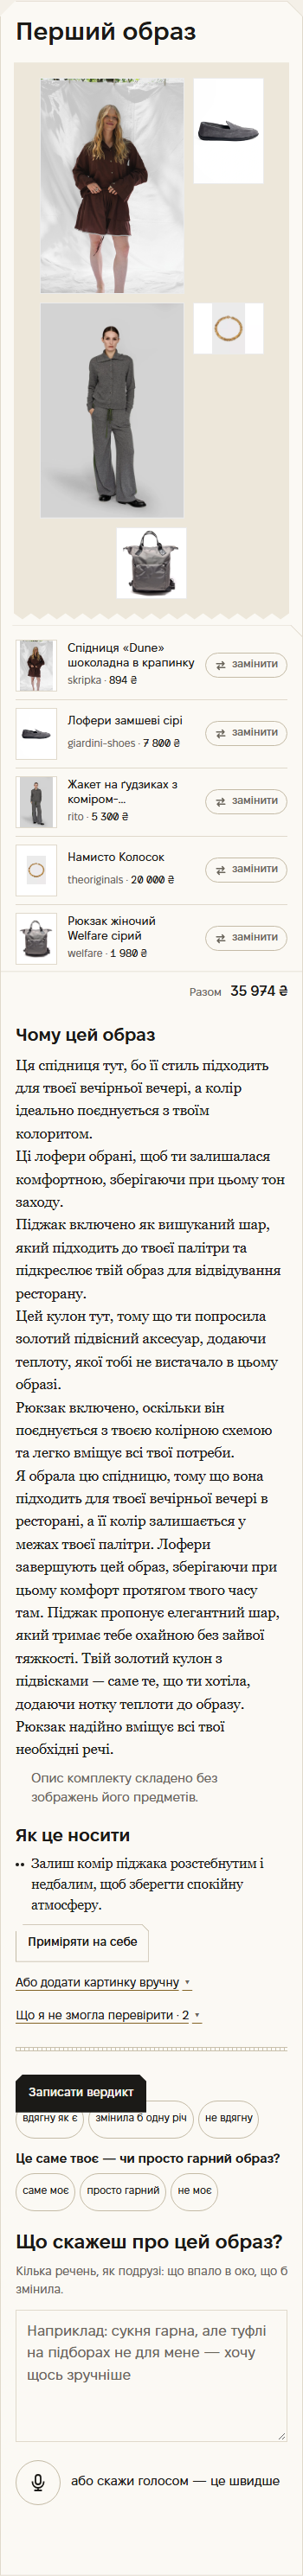 Перший образ
Спідниця «Dune»
шоколадна в крапинку
skripka · 894 ₴
замінити
Лофери замшеві сірі
giardini-shoes · 7 800 ₴
замінити
Жакет на ґудзиках з
коміром-...
rito · 5 300 ₴
замінити
Намисто Колосок
theoriginals · 20 000 ₴
замінити
Рюкзак жіночий
Welfare сірий
welfare · 1 980 ₴
замінити
Разом 35 974 ₴
Чому цей образ
Ця спідниця тут, бо її стиль підходить
для твоєї вечірньої вечері, а колір
ідеально поєднується з твоїм
колоритом.
Ці лофери обрані, щоб ти залишалася
комфортною, зберігаючи при цьому тон
заходу.
Піджак включено як вишуканий шар,
який підходить до твоєї палітри та
підкреслює твій образ для відвідування
ресторану.
Цей кулон тут, тому що ти попросила
золотий підвісний аксесуар, додаючи
теплоту, якої тобі не вистачало в цьому
образі.
Рюкзак включено, оскільки він
поєднується з твоєю колірною схемою
та легко вміщує всі твої потреби.
Я обрала цю спідницю, тому що вона
підходить для твоєї вечірньої вечері в
ресторані, а її колір залишається у
межах твоєї палітри. Лофери
завершують цей образ, зберігаючи при
цьому комфорт протягом твого часу
там. Піджак пропонує елегантний шар,
який тримає тебе охайною без зайвої
тяжкості. Твій золотий кулон з
підвісками — саме те, що ти хотіла,
додаючи нотку теплоти до образу.
Рюкзак надійно вміщує всі твої
необхідні речі.
Опис комплекту складено без
зображень його предметів.
Як це носити
•• Залиш комір піджака розстебнутим і
недбалим, щоб зберегти спокійну
атмосферу.
Приміряти на себе
Або додати картинку вручну
Що я не змогла перевірити · 2
Записати вердикт
вдягну як є
змінила б одну річ
не вдягну
Це саме твоє — чи просто гарний образ?
саме моє
просто гарний
не моє
Що скажеш про цей образ?
Кілька речень, як подрузі: що впало в око, що б
змінила.
Наприклад: сукня гарна, але туфлі
на підборах не для мене — хочу
щось зручніше
або скажи голосом — це швидше